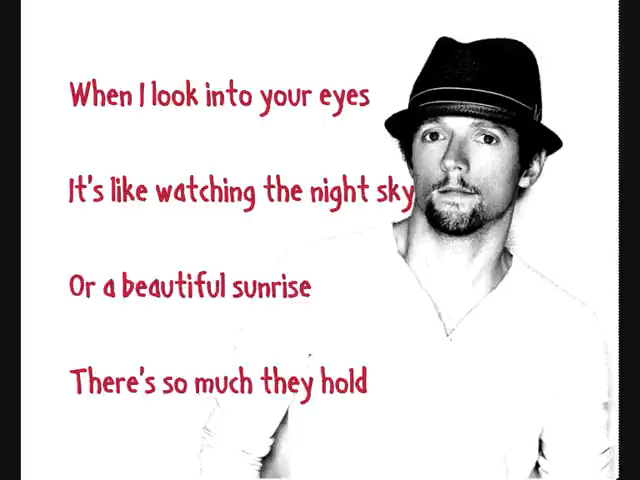 When I look into your eyes
It's like watching the night sky
Or a beautiful sunrise
There's so much they hold